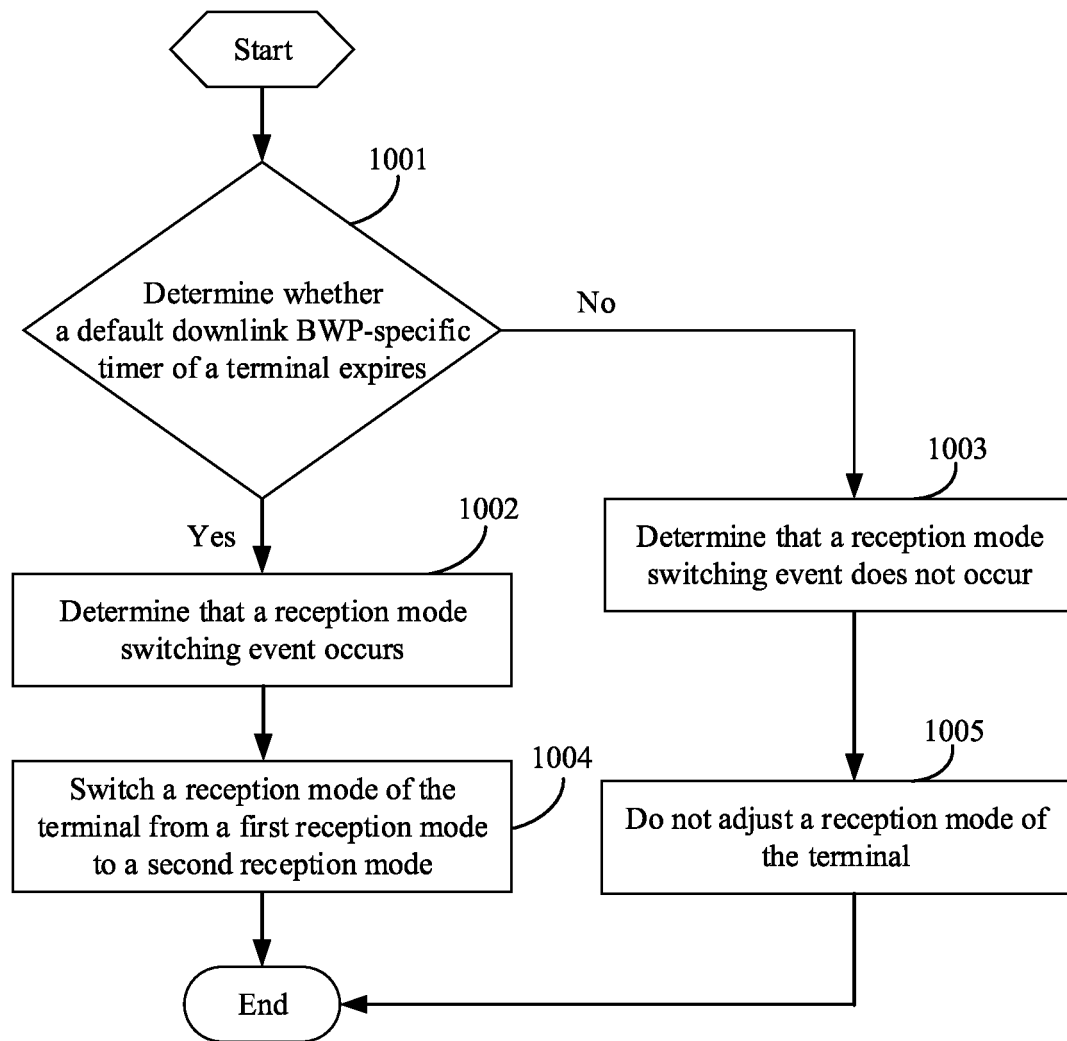 Start
1001
Determine whether
a default downlink BWP-specific
timer of a terminal expires
No
Yes
1002
Determine that a reception mode
switching event occurs
1003
Determine that a reception mode
switching event does not occur
1004
Switch a reception mode of the
terminal from a first reception mode
to a second reception mode
1005
Do not adjust a reception mode of
the terminal
End